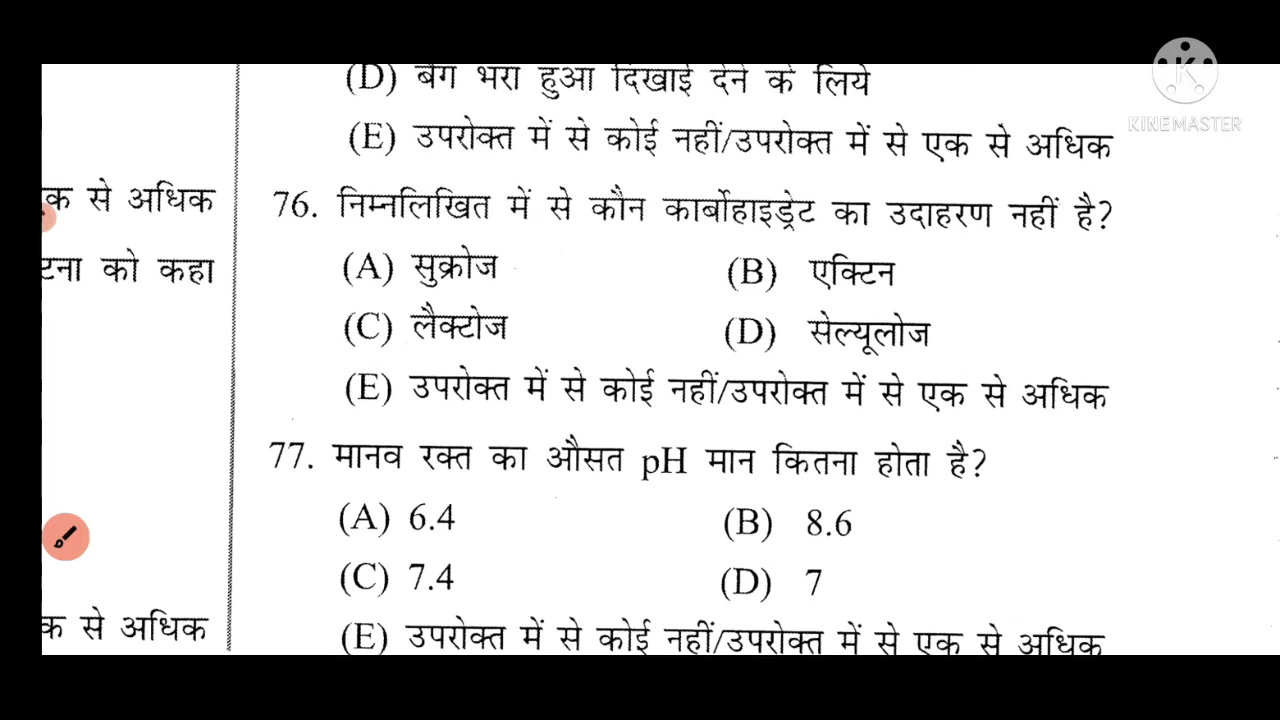 (D) बैग भरा हुआ दिखाई देने के लिये
(E) उपरोक्त में से कोई नहीं/उपरोक्त में से एक से अधिक
KINEMASTER
क से अधिक
टना को कहा
क से अधिक
76. निम्नलिखित में से कौन कार्बोहाइड्रेट का उदाहरण नहीं है?
(A) सुक्रोज (B) एक्टिन
(C) लैक्टोज (D) सेल्यूलोज
(E) उपरोक्त में से कोई नहीं/उपरोक्त में से एक से अधिक
77. मानव रक्त का औसत pH मान कितना होता है?
(A) 6.4 (B) 8.6
(C) 7.4 (D) 7
(E) उपरोक्त में से कोई नहीं/उपरोक्त में से एक से अधिक